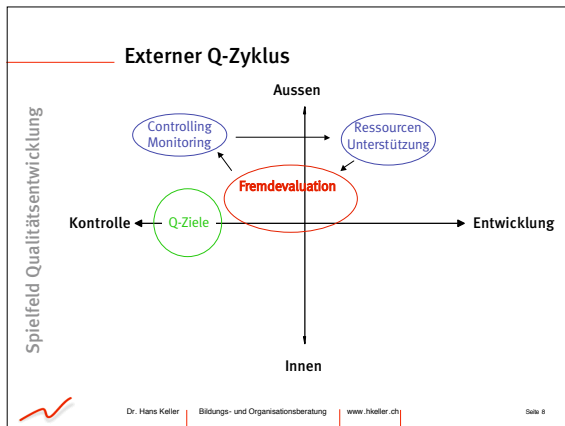 Externer Q-Zyklus
Spielfeld Qualitätsentwicklung
Aussen
Controlling
Monitoring
Ressourcen
Unterstützung
Fremdevaluation
Kontrolle
Q-Ziele
Entwicklung
Innen
Dr. Hans Keller Bildungs- und Organisationsberatung www.hkeller.ch Seite 8